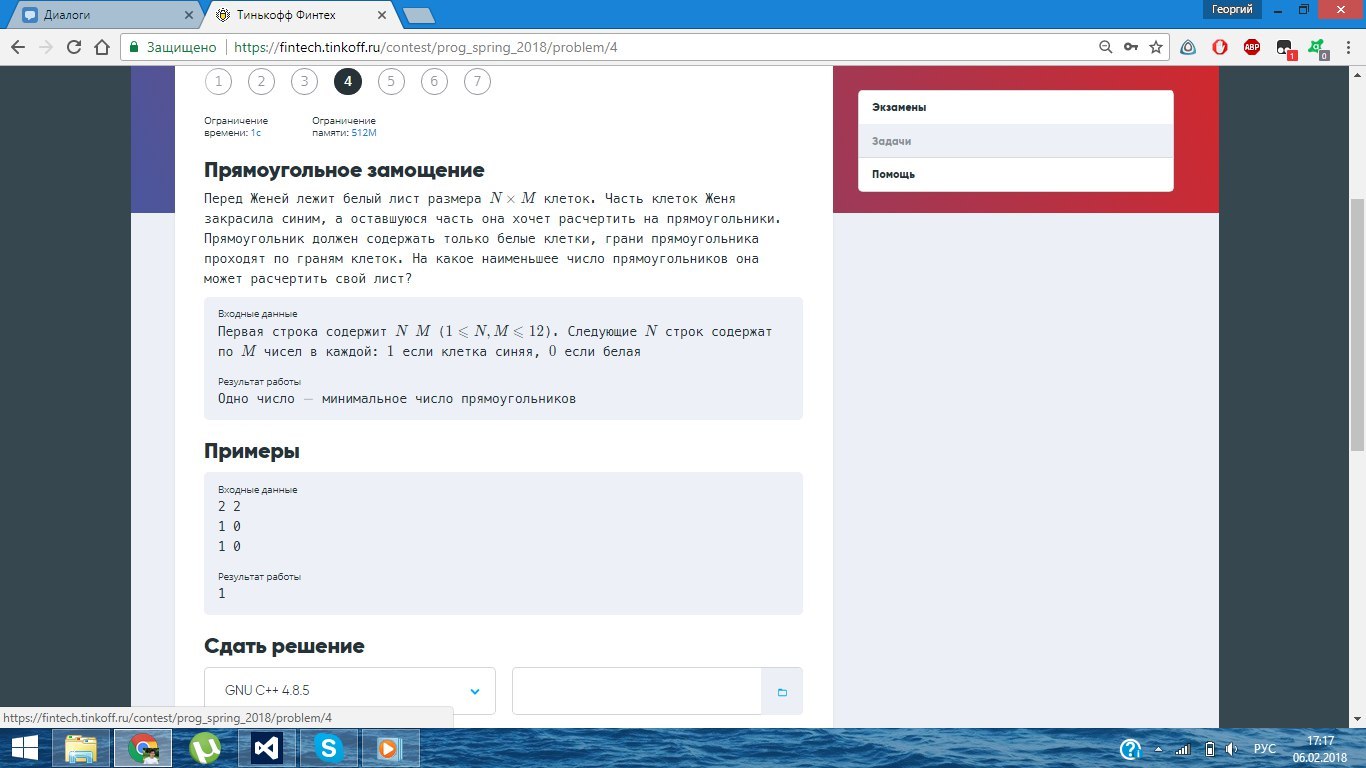 Диалоги
Тинькофф Финтех
Георгий
Защищено
https://fintech.tinkoff.ru/contest/prog_spring_2018/problem/4
ABP
1
0
1 2 3 4 5 6 7
Ограничение времени: 1с
Ограничение памяти: 512M
Прямоугольное замощение
Перед Женей лежит белый лист размера N × M клеток. Часть клеток Женя
закрасила синим, а оставшуюся часть она хочет расчертить на прямоугольники.
Прямоугольник должен содержать только белые клетки, грани прямоугольника
проходят по граням клеток. На какое наименьшее число прямоугольников она
может расчертить свой лист?
Входные данные
Первая строка содержит N M (1 ⩽ N, M ⩽ 12). Следующие N строк содержат
по M чисел в каждой: 1 если клетка синяя, 0 если белая
Результат работы
Одно число — минимальное число прямоугольников
Примеры
Входные данные
2 2
1 0
1 0
Результат работы
1
Сдать решение
GNU C++ 4.8.5
Экзамены
Задачи
Помощь
https://fintech.tinkoff.ru/contest/prog_spring_2018/problem/4
РУС
17:17
06.02.2018